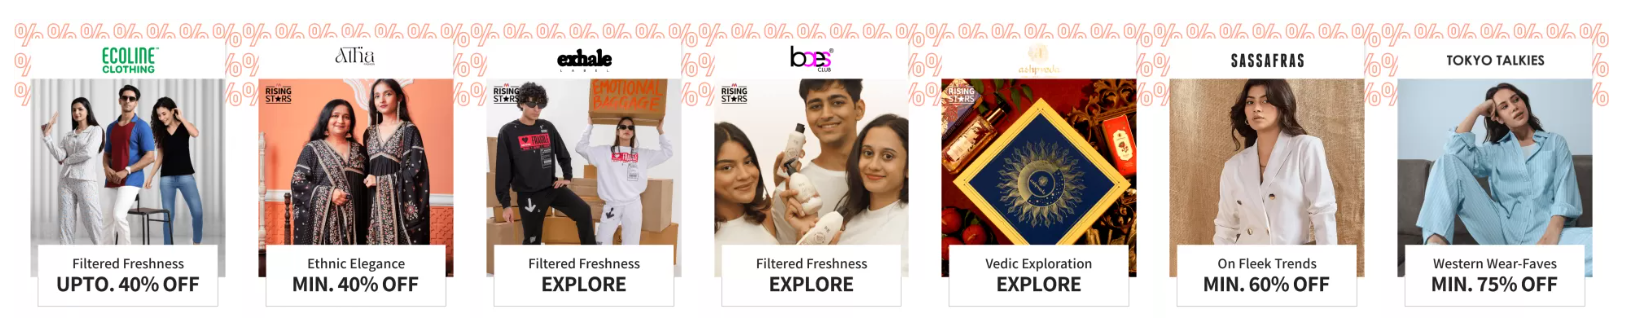 ECOLINE
CLOTHING
Filtered Freshness
UPTO. 40% OFF
RISING
STARS
Ethnic Elegance
MIN. 40% OFF
exhale
LABEL
RISING
STARS
EMOTIONAL
BAGGAGE
Filtered Freshness
EXPLORE
boes
CLUB
RISING
STARS
Filtered Freshness
EXPLORE
RISING
STARS
Vedic Exploration
EXPLORE
SASSAFRAS
On Fleek Trends
MIN. 60% OFF
TOKYO TALKIES
Western Wear-Faves
MIN. 75% OFF